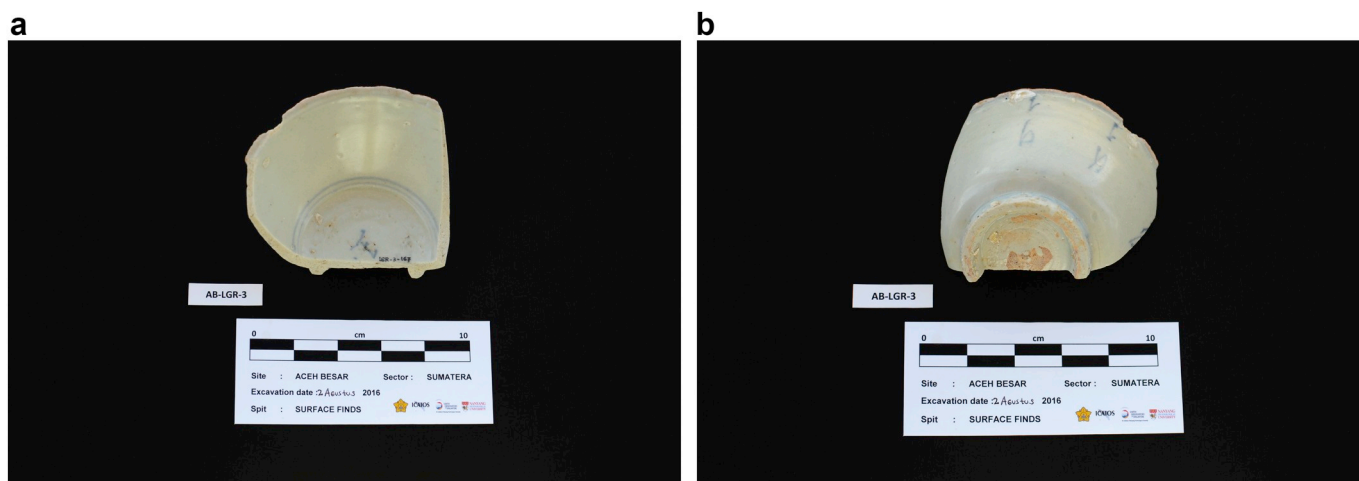 a
AB-LGR-3
0 cm 10
Site : ACEH BESAR Sector : SUMATERA
Excavation date : 2 Agustus 2016
Spit : SURFACE FINDS
ICAIOS
b
AB-LGR-3
0 cm 10
Site : ACEH BESAR Sector : SUMATERA
Excavation date : 2 Agustus 2016
Spit : SURFACE FINDS
ICAIOS